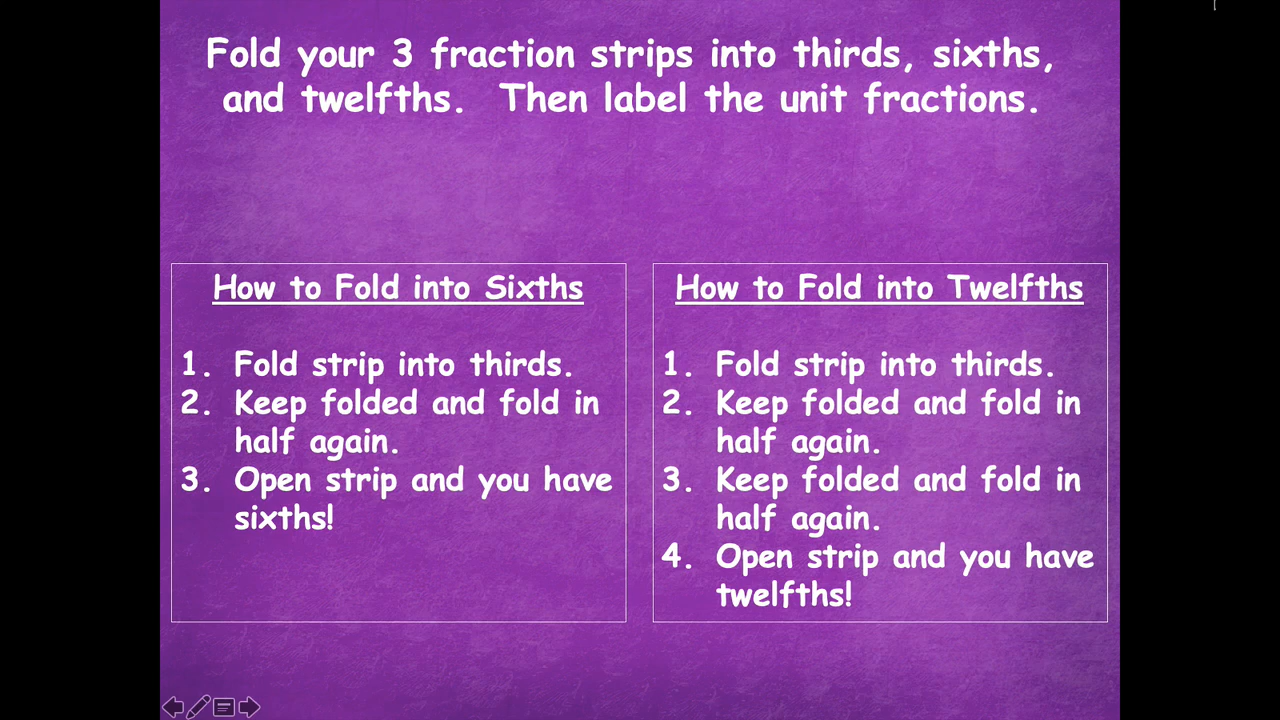 Fold your 3 fraction strips into thirds, sixths,
and twelfths. Then label the unit fractions.
How to Fold into Sixths
1. Fold strip into thirds.
2. Keep folded and fold in
half again.
3. Open strip and you have
sixths!
How to Fold into Twelfths
1. Fold strip into thirds.
2. Keep folded and fold in
half again.
3. Keep folded and fold in
half again.
4. Open strip and you have
twelfths!